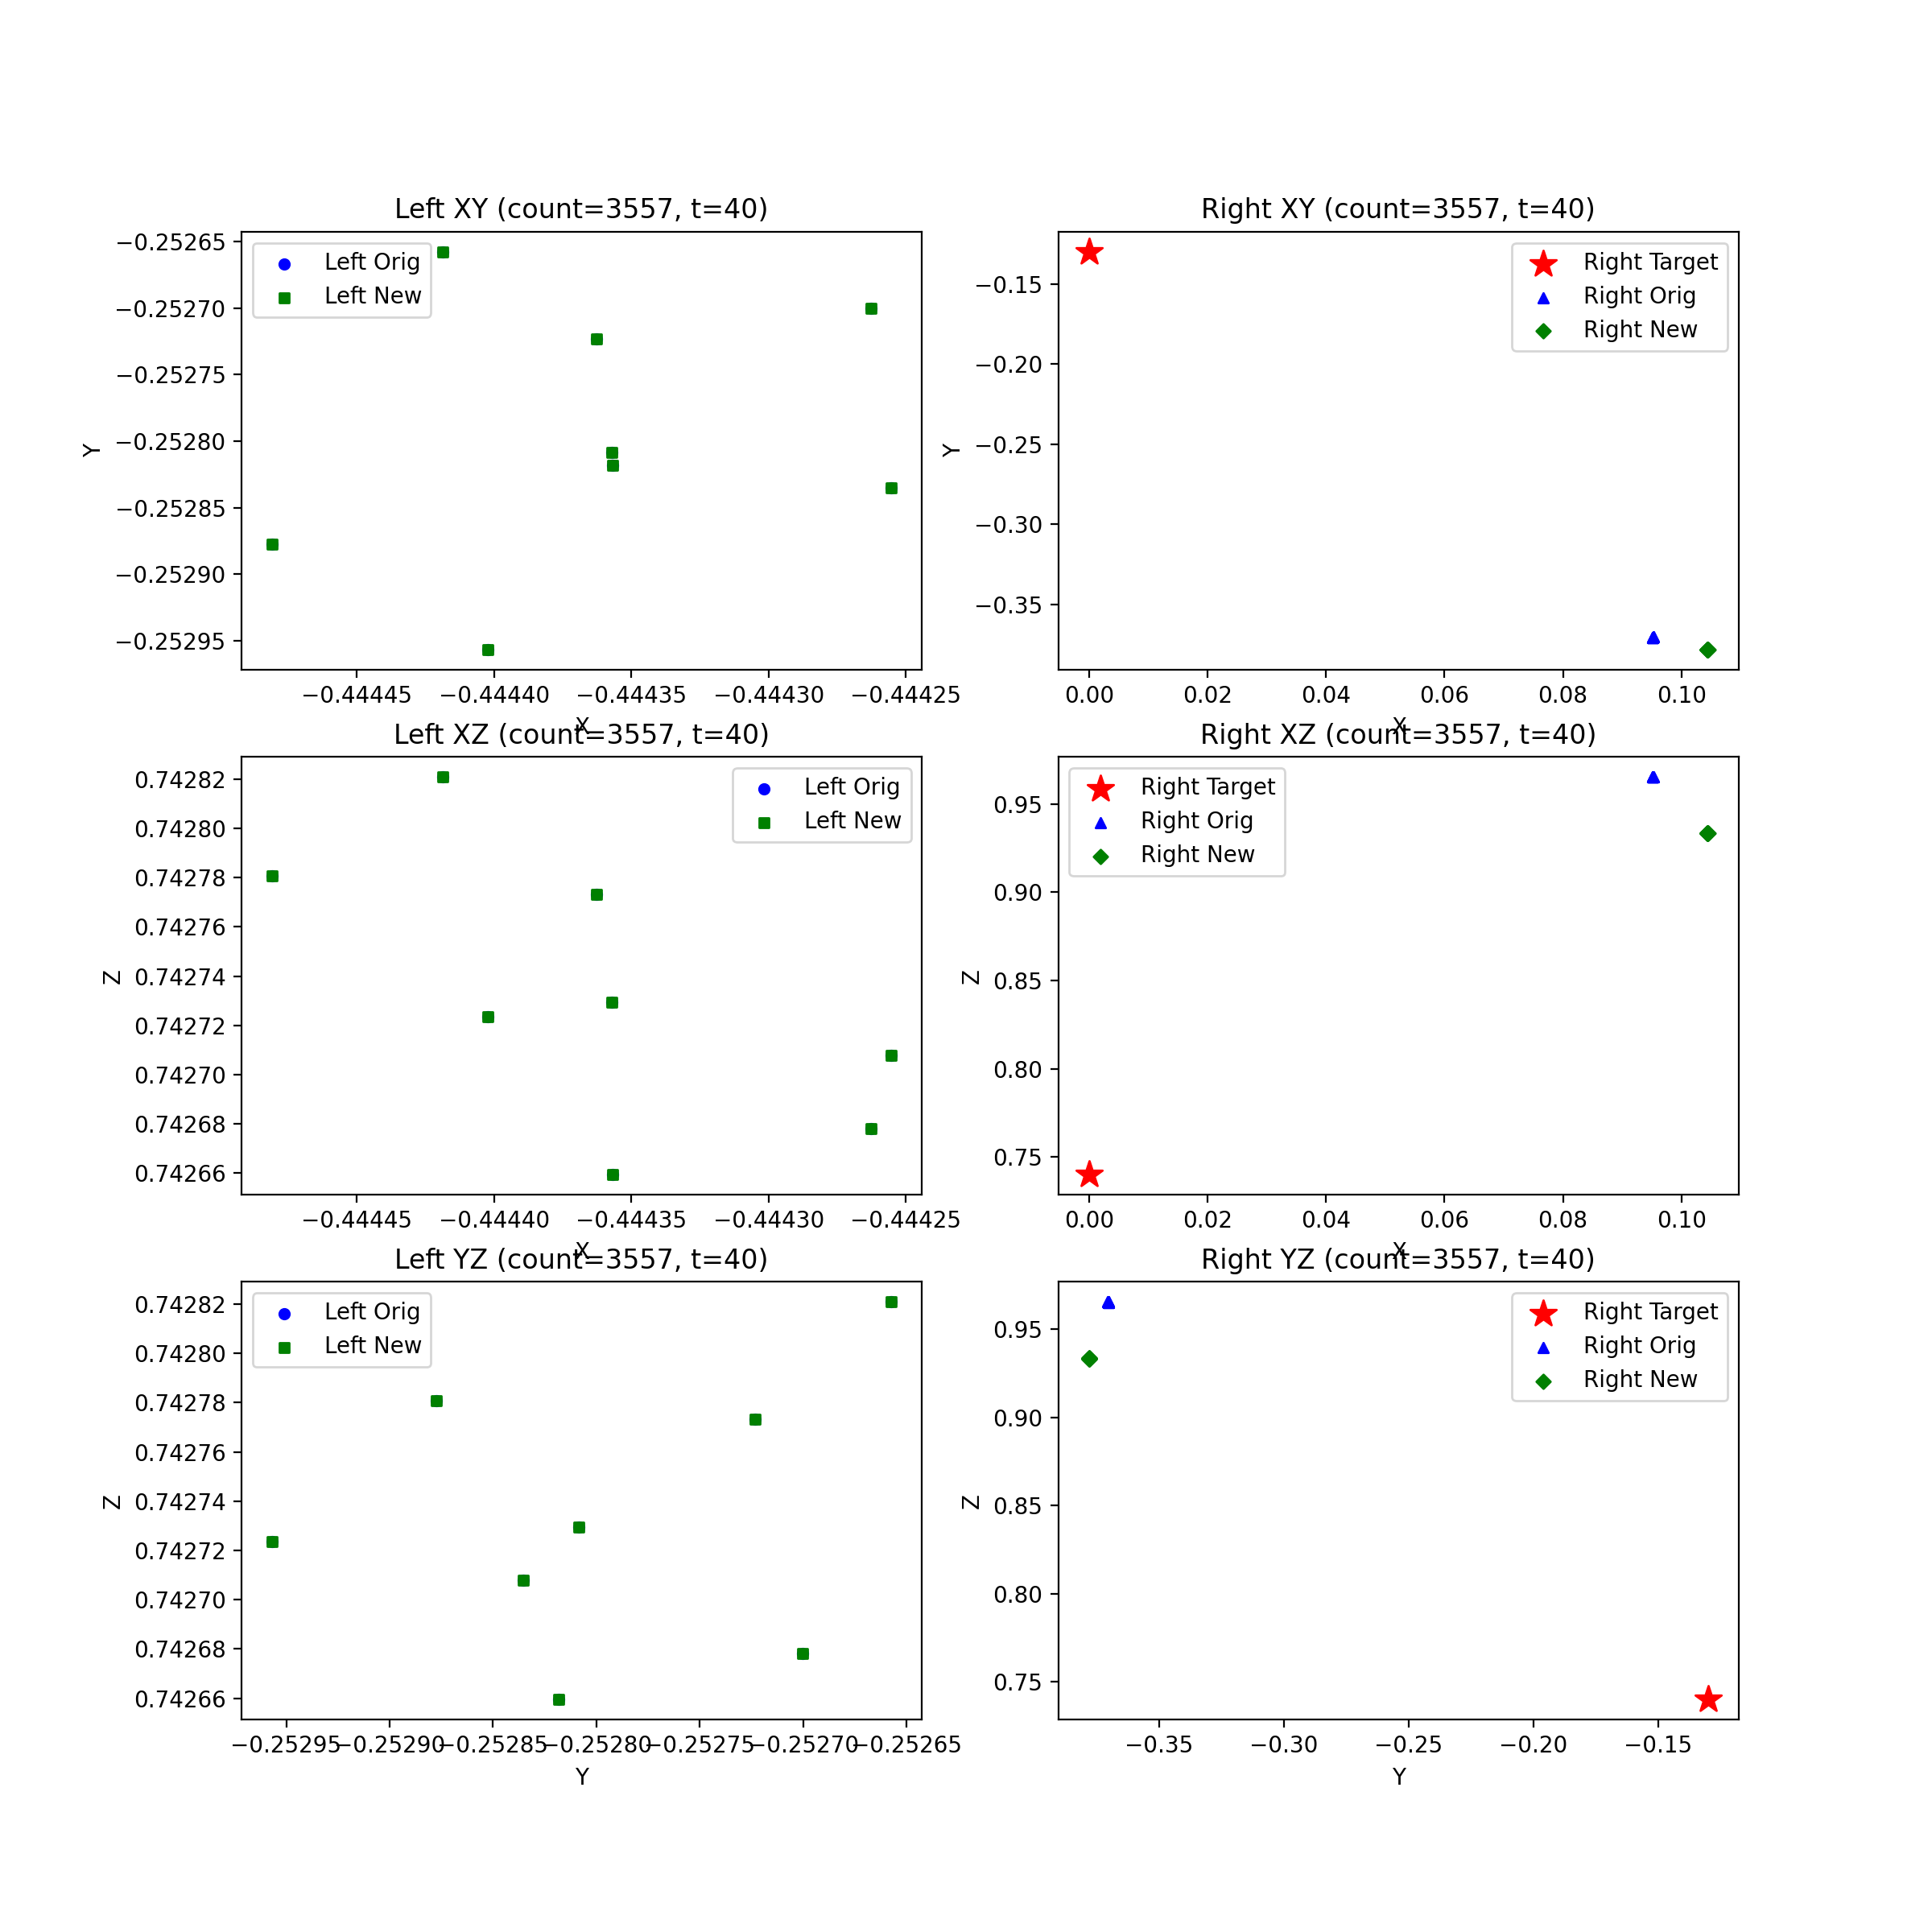 Left XY (count=3557, t=40)
Left Orig
Left New
−0.25265
−0.25270
−0.25275
−0.25280
−0.25285
−0.25290
−0.25295
Y
−0.44445
−0.44440
−0.44435
−0.44430
−0.44425
X
Right XY (count=3557, t=40)
Right Target
Right Orig
Right New
−0.15
−0.20
−0.25
−0.30
−0.35
Y
0.00
0.02
0.04
0.06
0.08
0.10
X
Left XZ (count=3557, t=40)
Left Orig
Left New
0.74282
0.74280
0.74278
0.74276
0.74274
0.74272
0.74270
0.74268
0.74266
Z
−0.44445
−0.44440
−0.44435
−0.44430
−0.44425
X
Right XZ (count=3557, t=40)
Right Target
Right Orig
Right New
0.95
0.90
0.85
0.80
0.75
Z
0.00
0.02
0.04
0.06
0.08
0.10
X
Left YZ (count=3557, t=40)
Left Orig
Left New
0.74282
0.74280
0.74278
0.74276
0.74274
0.74272
0.74270
0.74268
0.74266
Z
−0.25295
−0.25290
−0.25285
−0.25280
−0.25275
−0.25270
−0.25265
Y
Right YZ (count=3557, t=40)
Right Target
Right Orig
Right New
0.95
0.90
0.85
0.80
0.75
Z
−0.35
−0.30
−0.25
−0.20
−0.15
Y